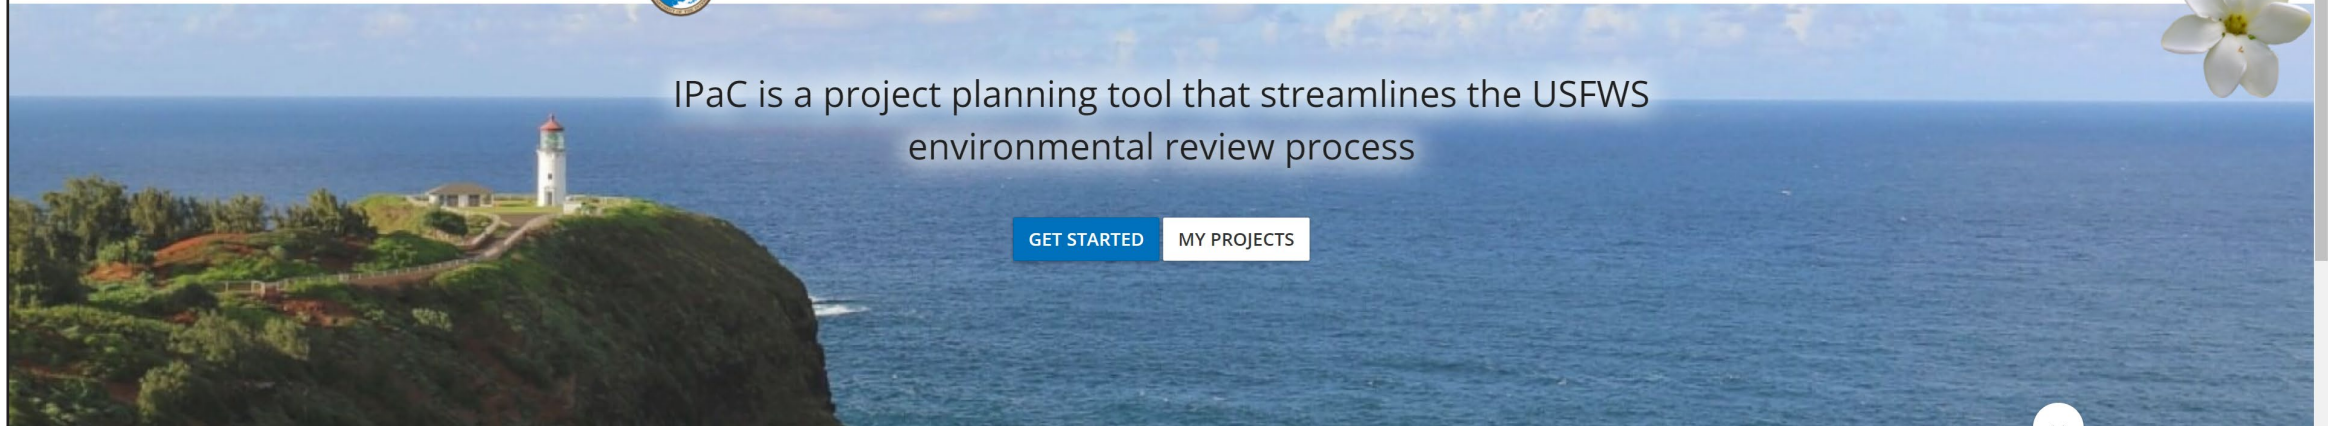 IPaC is a project planning tool that streamlines the USFWS
environmental review process
GET STARTED
MY PROJECTS